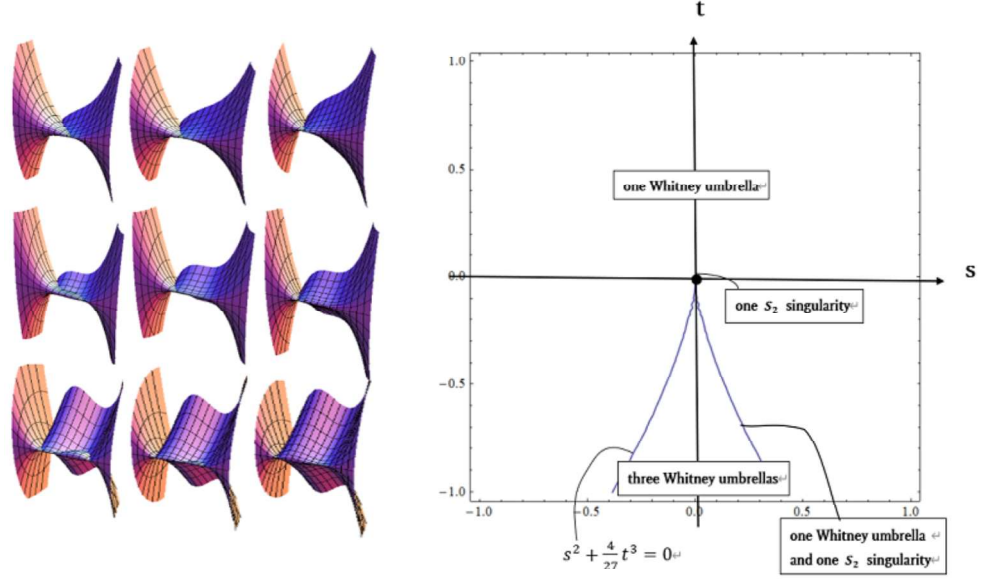 t
1.0
0.5
one Whitney umbrella↵
0.0
s
one S₂ singularity↵
−0.5
three Whitney umbrellas↵
−1.0
−1.0 −0.5 0.0 0.5 1.0
one Whitney umbrella ↵
and one S₂ singularity↵
s² + 4/27 t³ = 0↵